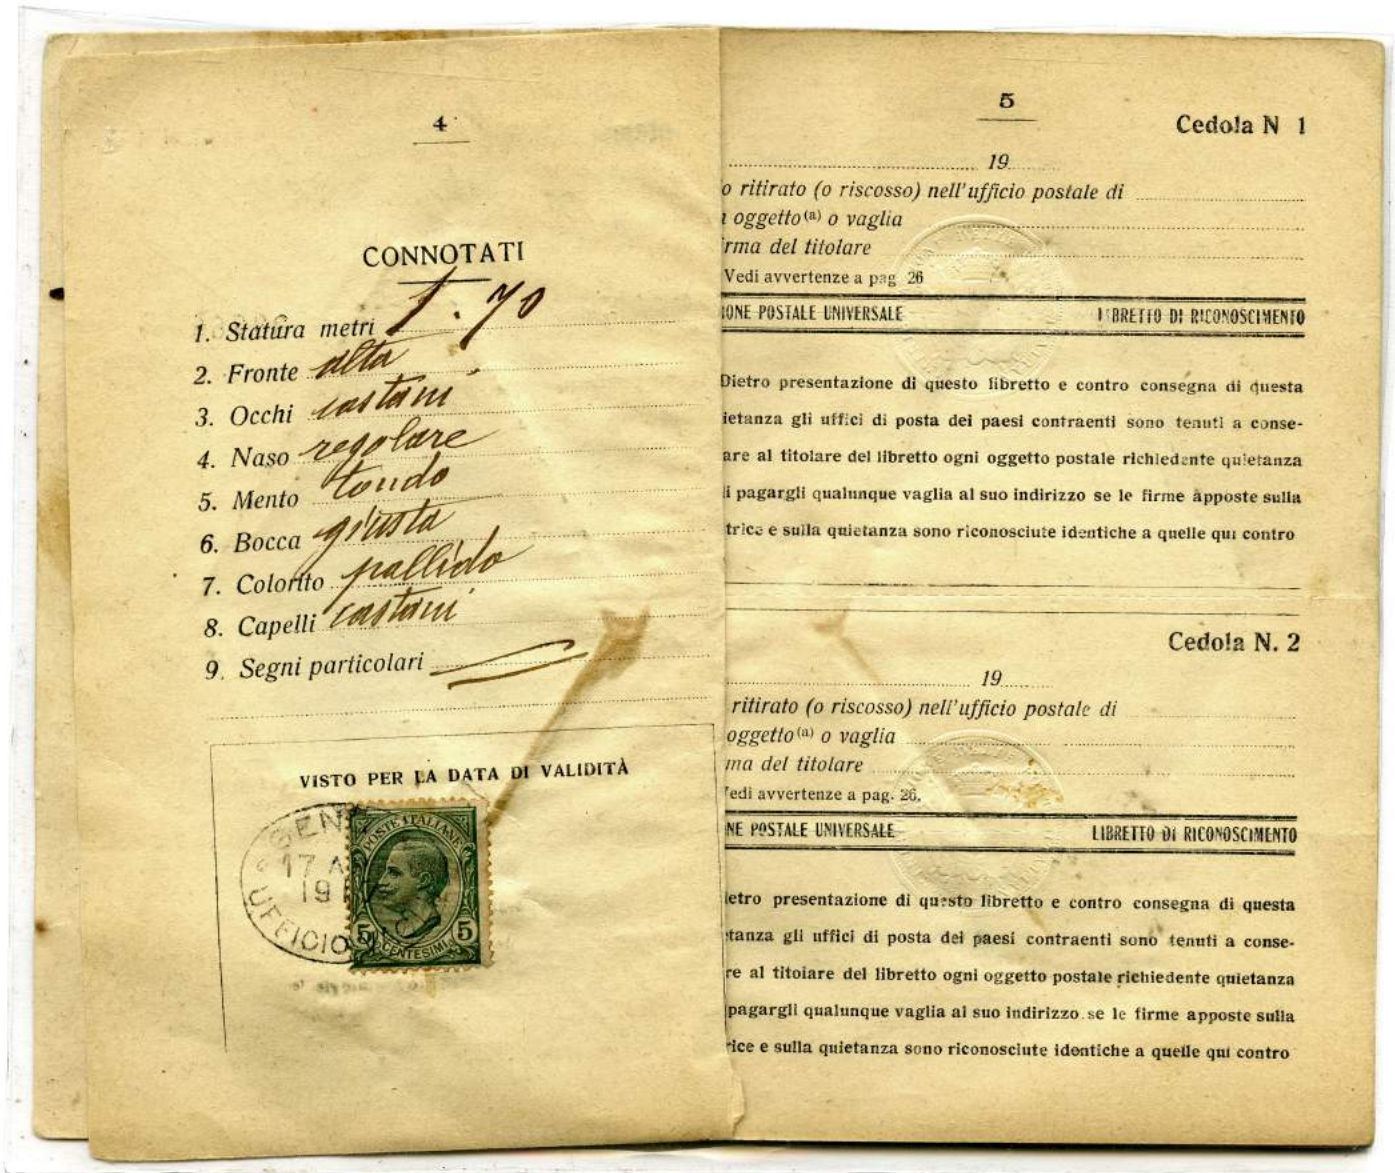 4
CONNOTATI
1. Statura metri 1.70
2. Fronte alta
3. Occhi castani
4. Naso regolare
5. Mento tondo
6. Bocca giusta
7. Colorito pallido
8. Capelli castani
9. Segni particolari
VISTO PER LA DATA DI VALIDITÀ
17 A
19
UFFICIO
POSTE ITALIANE
5 CENTESIMI 5
5
Cedola N 1
19
o ritirato (o riscosso) nell'ufficio postale di
oggetto (a) o vaglia
rma del titolare
Vedi avvertenze a pag 26
IONE POSTALE UNIVERSALE LIBRETTO DI RICONOSCIMENTO
Dietro presentazione di questo libretto e contro consegna di questa
ietanza gli uffici di posta dei paesi contraenti sono tenuti a conse-
are al titolare del libretto ogni oggetto postale richiedente quietanza
i pagargli qualunque vaglia al suo indirizzo se le firme apposte sulla
trice e sulla quietanza sono riconosciute identiche a quelle qui contro
Cedola N. 2
19
ritirato (o riscosso) nell'ufficio postale di
oggetto (a) o vaglia
ma del titolare
edi avvertenze a pag. 26.
NE POSTALE UNIVERSALE LIBRETTO DI RICONOSCIMENTO
ietro presentazione di questo libretto e contro consegna di questa
tanza gli uffici di posta dei paesi contraenti sono tenuti a conse-
re al titolare del libretto ogni oggetto postale richiedente quietanza
pagargli qualunque vaglia al suo indirizzo se le firme apposte sulla
rice e sulla quietanza sono riconosciute identiche a quelle qui contro